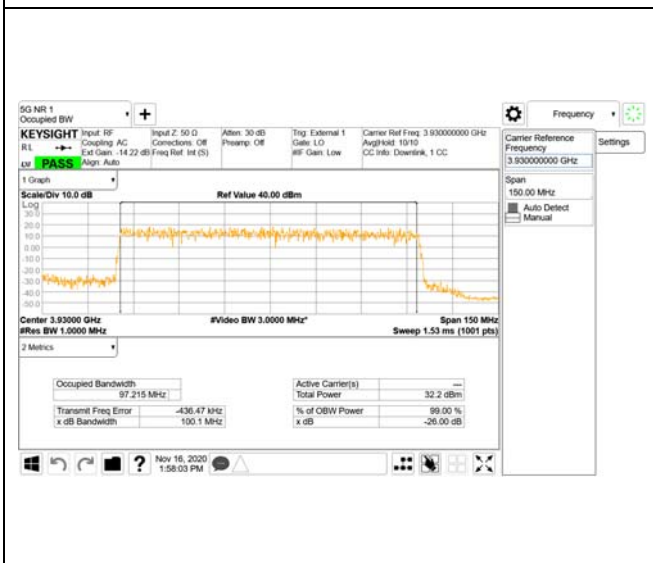 5G NR 1
Occupied BW
Frequency
KEYSIGHT Input: RF Input Z: 50 Ω Atten: 30 dB Trig: External 1 Carrier Ref Freq: 3.930000000 GHz
RL Coupling: AC Corrections: Off Preamp: Off Gate: LO Avg|Hold: 10/10
Ext Gain: -14.22 dB Freq Ref: Int (S) #IF Gain: Low CC Info: Downlink, 1 CC
PASS Align: Auto
Carrier Reference
Frequency
3.930000000 GHz
Settings
Span
150.00 MHz
Auto Detect
Manual
1 Graph
Scale/Div 10.0 dB Ref Value 40.00 dBm
Log
30.0
20.0
10.0
0.00
-10.0
-20.0
-30.0
-40.0
-50.0
Center 3.93000 GHz #Video BW 3.0000 MHz* Span 150 MHz
#Res BW 1.0000 MHz Sweep 1.53 ms (1001 pts)
2 Metrics
Occupied Bandwidth Active Carrier(s) ---
97.215 MHz Total Power 32.2 dBm
Transmit Freq Error -436.47 kHz % of OBW Power 99.00 %
x dB Bandwidth 100.1 MHz x dB -26.00 dB
? Nov 16, 2020
1:58:03 PM